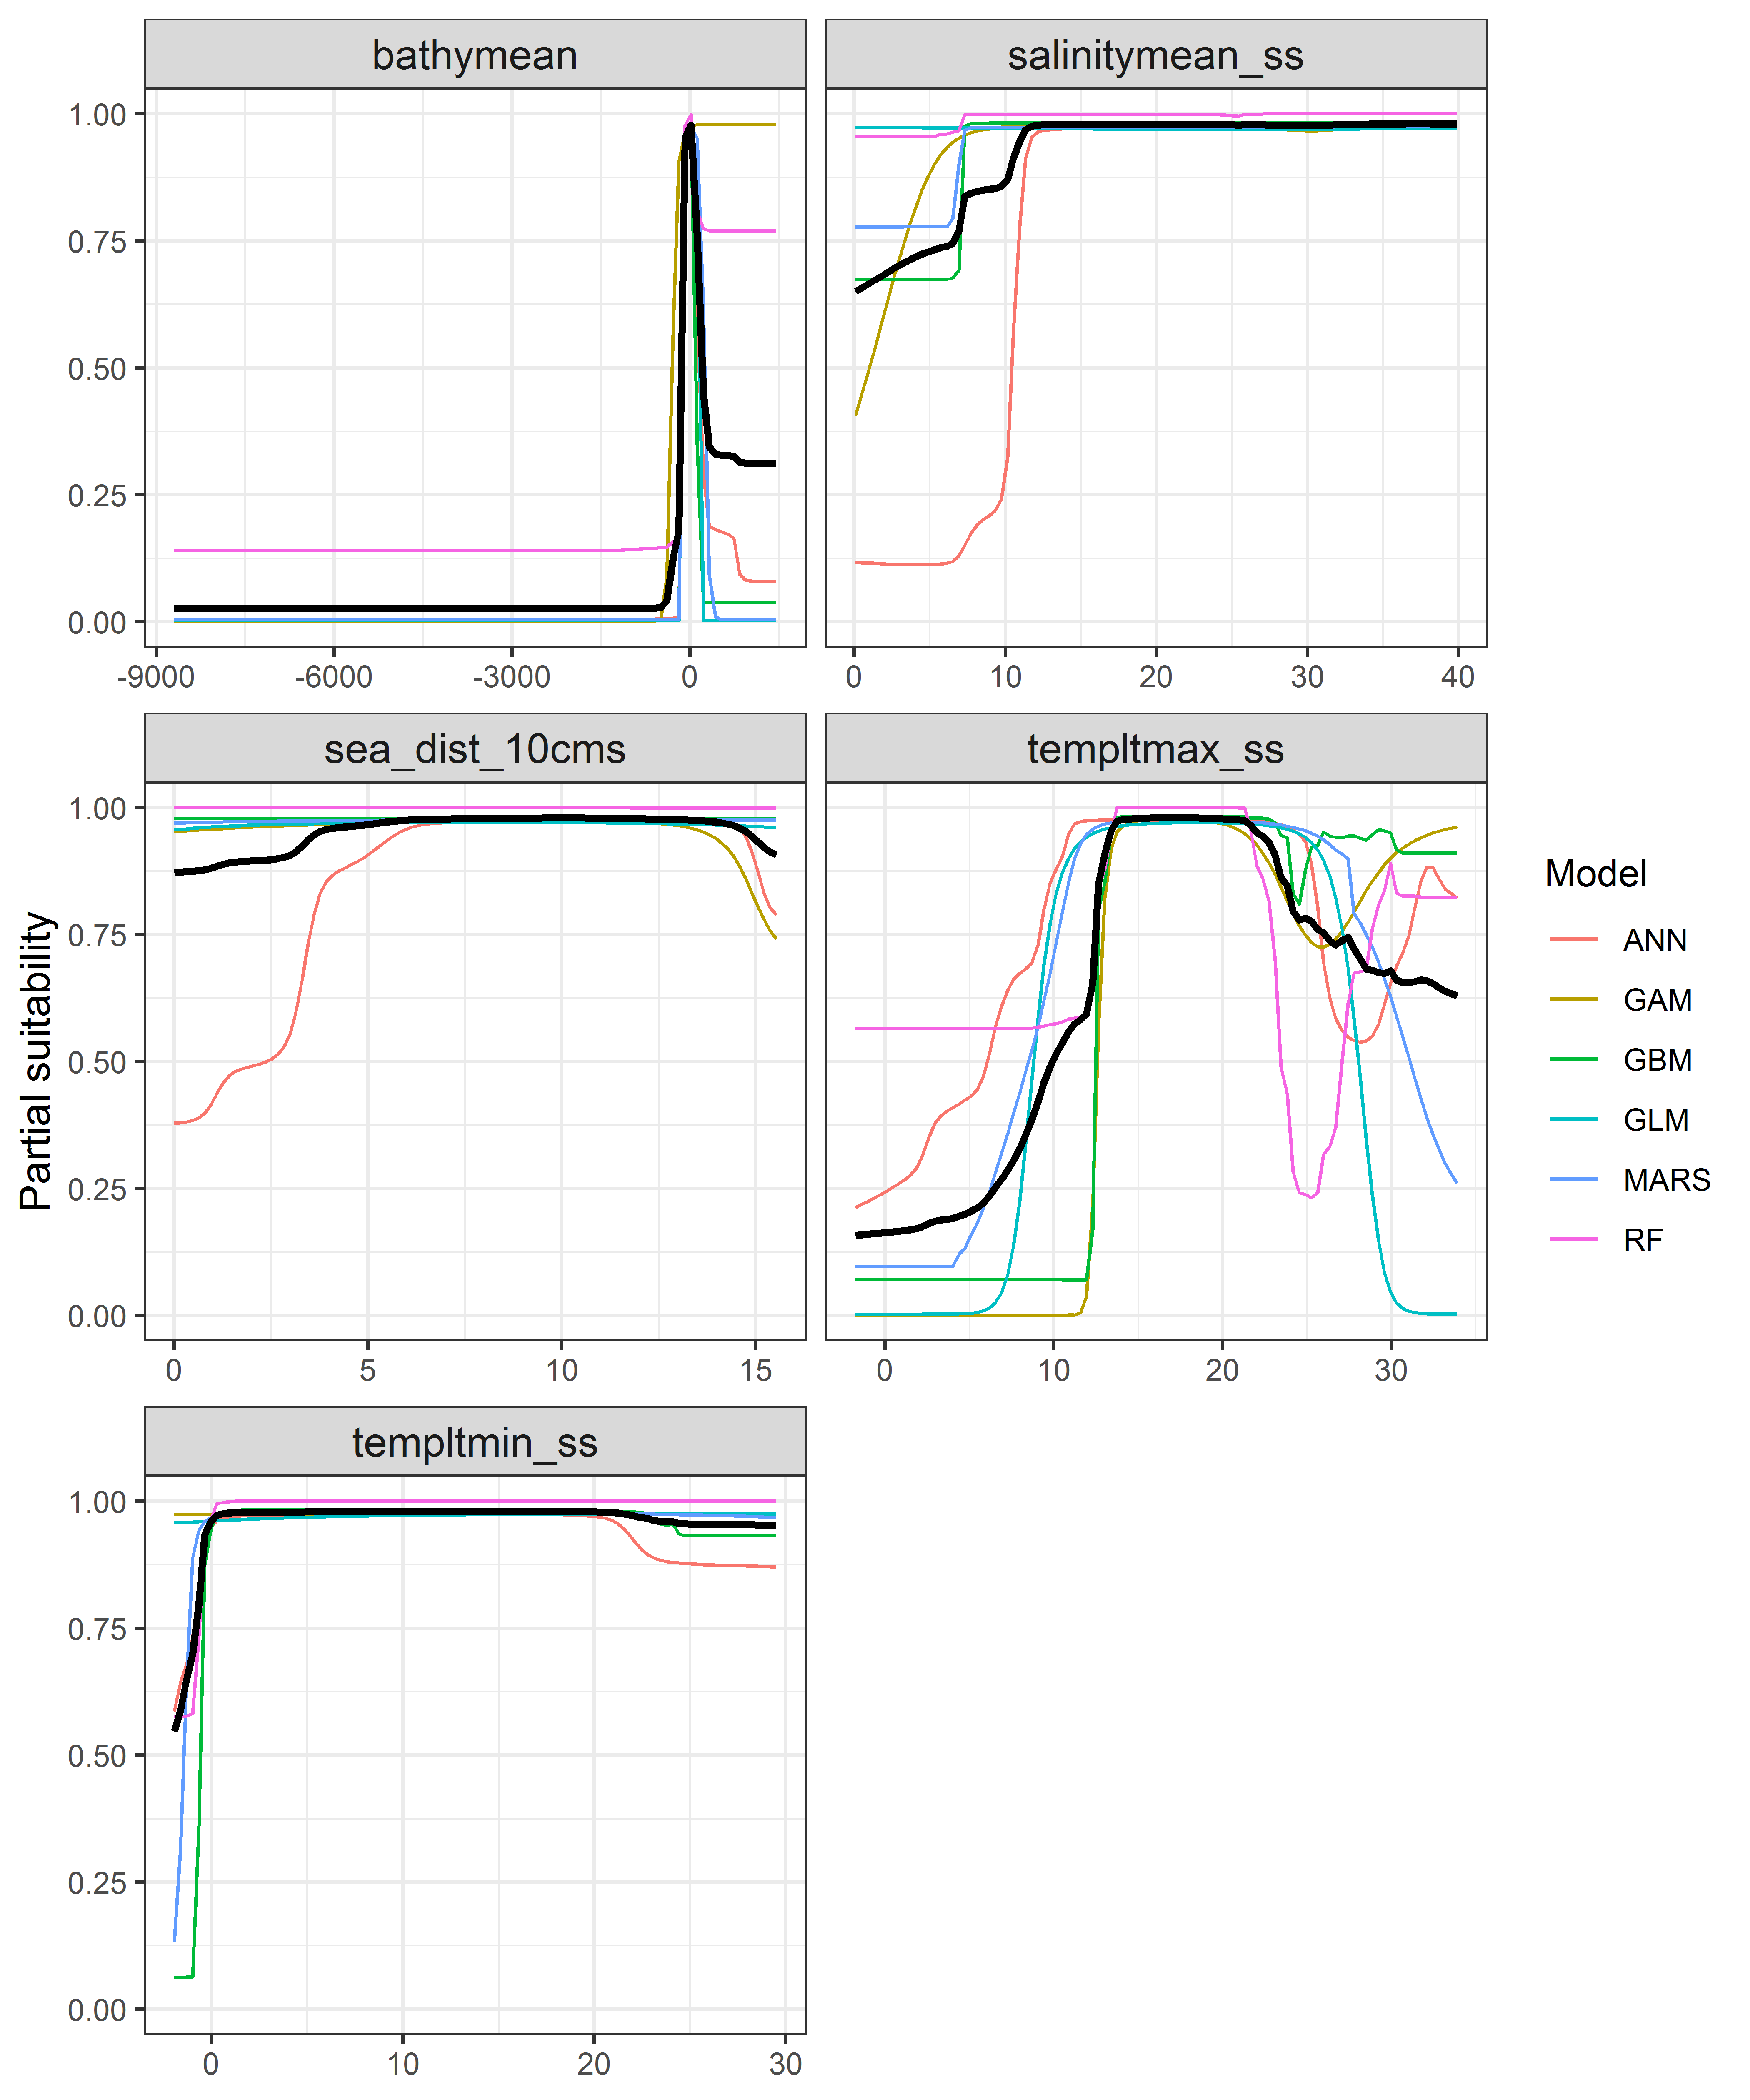 bathymean
salinitymean_ss
1.00
0.75
0.50
0.25
0.00
-9000 -6000 -3000 0
0 10 20 30 40
sea_dist_10cms
templtmax_ss
1.00
0.75
0.50
0.25
0.00
0 5 10 15
0 10 20 30
Partial suitability
Model
ANN
GAM
GBM
GLM
MARS
RF
templtmin_ss
1.00
0.75
0.50
0.25
0.00
0 10 20 30